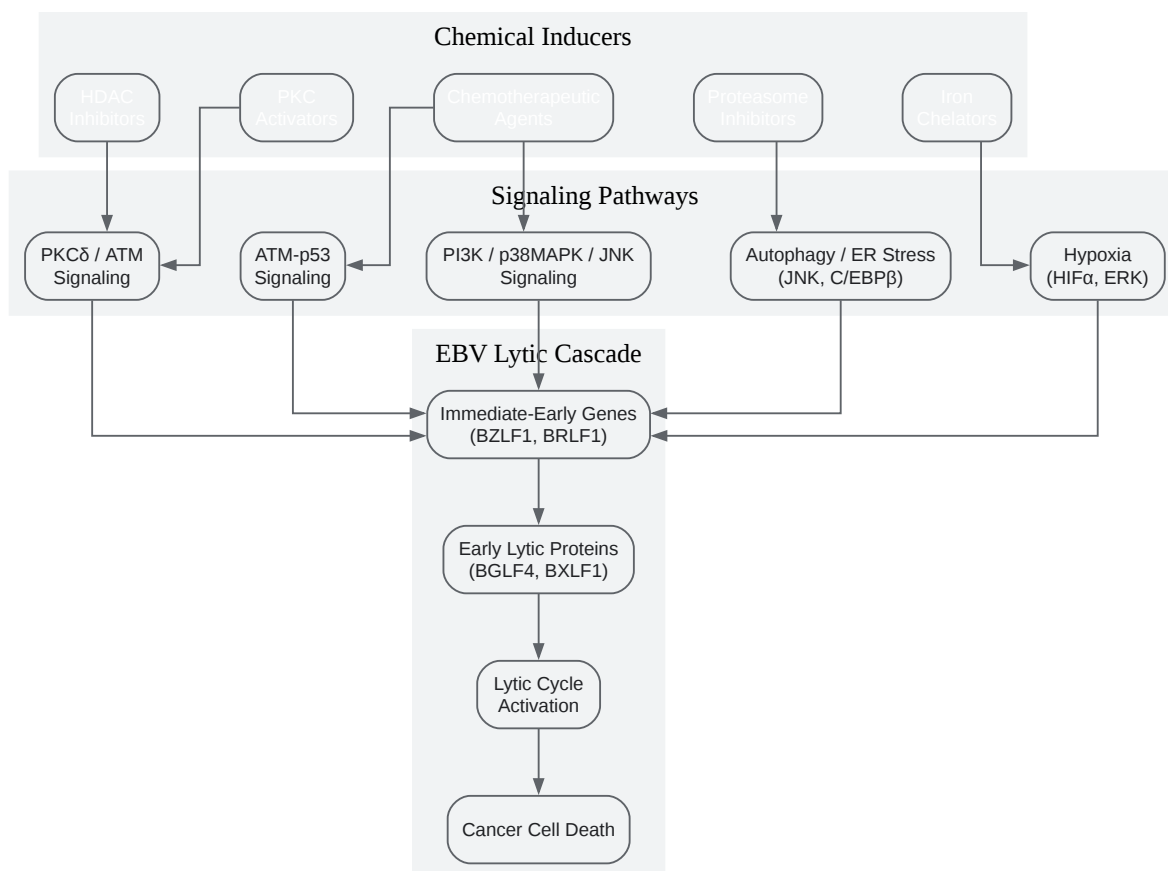 Chemical Inducers
HDAC
Inhibitors
PKC
Activators
Chemotherapeutic
Agents
Proteasome
Inhibitors
Iron
Chelators
Signaling Pathways
PKCδ / ATM
Signaling
ATM-p53
Signaling
PI3K / p38MAPK / JNK
Signaling
Autophagy / ER Stress
(JNK, C/EBPβ)
Hypoxia
(HIFα, ERK)
EBV Lytic Cascade
Immediate-Early Genes
(BZLF1, BRLF1)
Early Lytic Proteins
(BGLF4, BXLF1)
Lytic Cycle
Activation
Cancer Cell Death